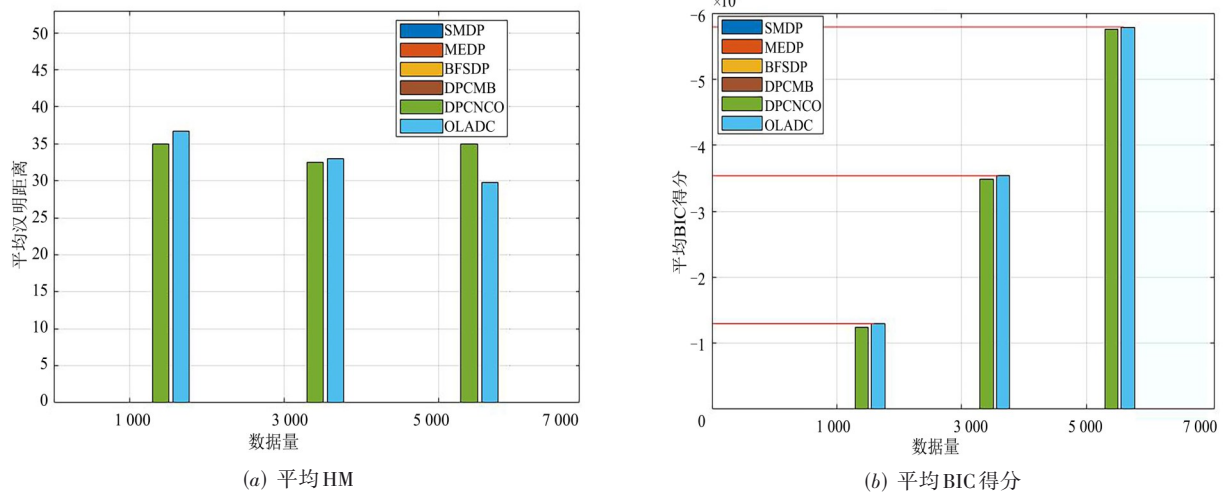 50
45
40
35
30
25
20
15
10
5
0
平均汉明距离
SMDP
MEDP
BFSDP
DPCMB
DPCNCO
OLADC
1 000
3 000
5 000
7 000
数据量
(a) 平均HM
−6
−5
−4
−3
−2
−1
0
平均BIC得分
SMDP
MEDP
BFSDP
DPCMB
DPCNCO
OLADC
1 000
3 000
5 000
7 000
数据量
(b) 平均BIC得分